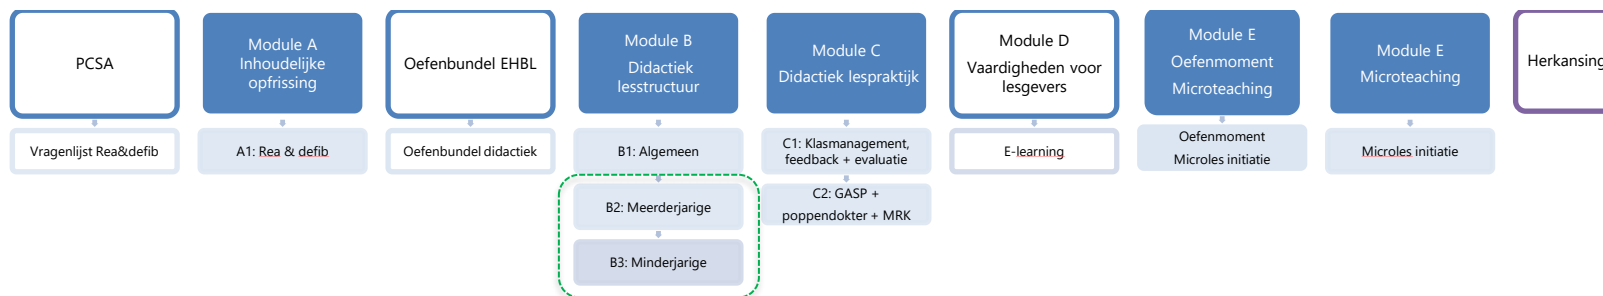 PCSA
Vragenlijst Rea&defib
Module A
Inhoudelijke
opfrissing
A1: Rea & defib
Oefenbundel EHBL
Oefenbundel didactiek
Module B
Didactiek
lesstructuur
B1: Algemeen
B2: Meerderjarige
B3: Minderjarige
Module C
Didactiek lespraktijk
C1: Klasmanagement,
feedback + evaluatie
C2: GASP +
poppendokter + MRK
Module D
Vaardigheden voor
lesgevers
E-learning
Module E
Oefenmoment
Microteaching
Oefenmoment
Microles initiatie
Module E
Microteaching
Microles initiatie
Herkansing